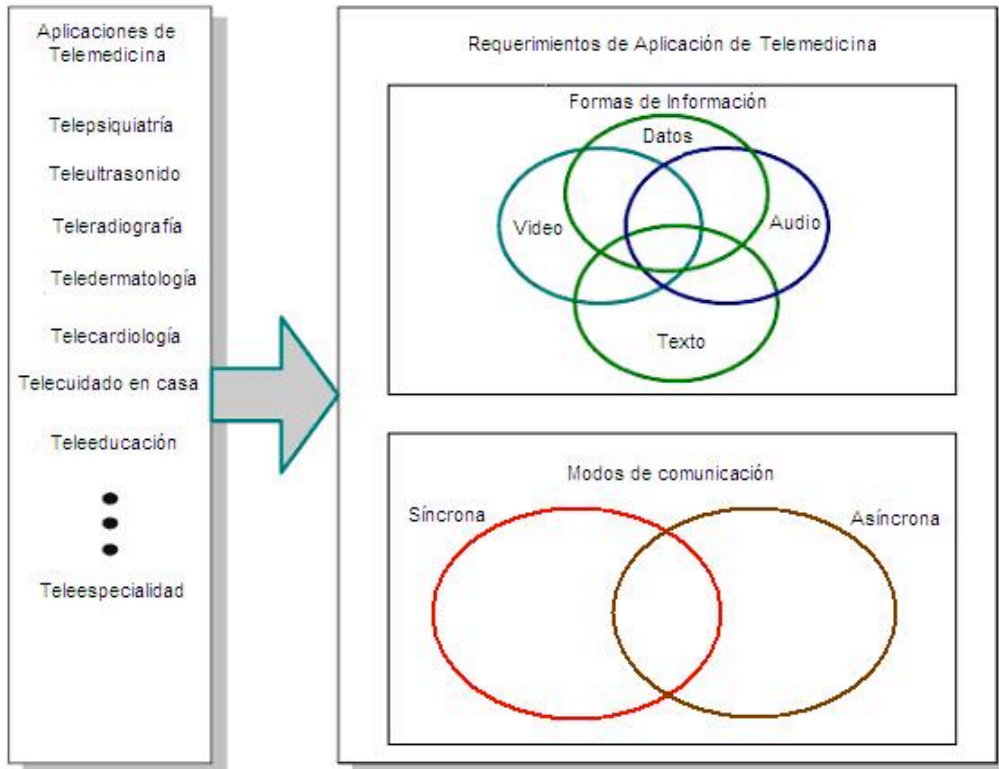 Aplicaciones de
Telemedicina
Telepsiquiatría
Teleultrasonido
Teleradiografía
Teledermatología
Telecardiología
Telecuidado en casa
Teleeducación
Teleespecialidad
Requerimientos de Aplicación de Telemedicina
Formas de Información
Datos
Video
Audio
Texto
Modos de comunicación
Síncrona
Asíncrona